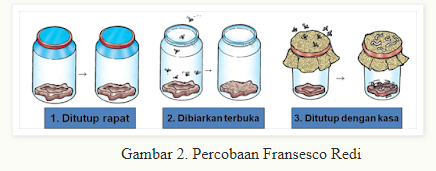 1. Ditutup rapat
2. Dibiarkan terbuka
3. Ditutup dengan kasa
Gambar 2. Percobaan Fransesco Redi